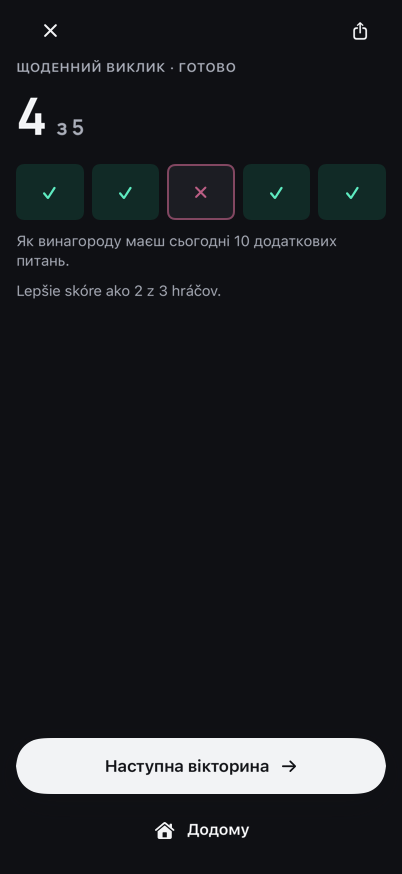 ЩОДЕННИЙ ВИКЛИК · ГОТОВО
4 з 5
Як винагороду маєш сьогодні 10 додаткових
питань.
Lepšie skóre ako 2 z 3 hráčov.
Наступна вікторина
Додому